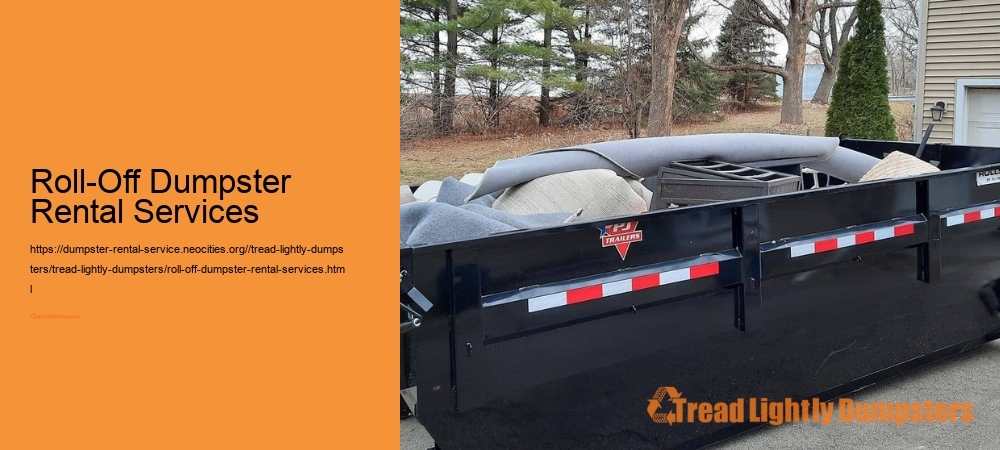 Roll-Off Dumpster
Rental Services
https://dumpster-rental-service.neocities.org//tread-lightly-dumps
ters/tread-lightly-dumpsters/roll-off-dumpster-rental-services.htm
l
PJ
TRAILERS
Tread Lightly Dumpsters